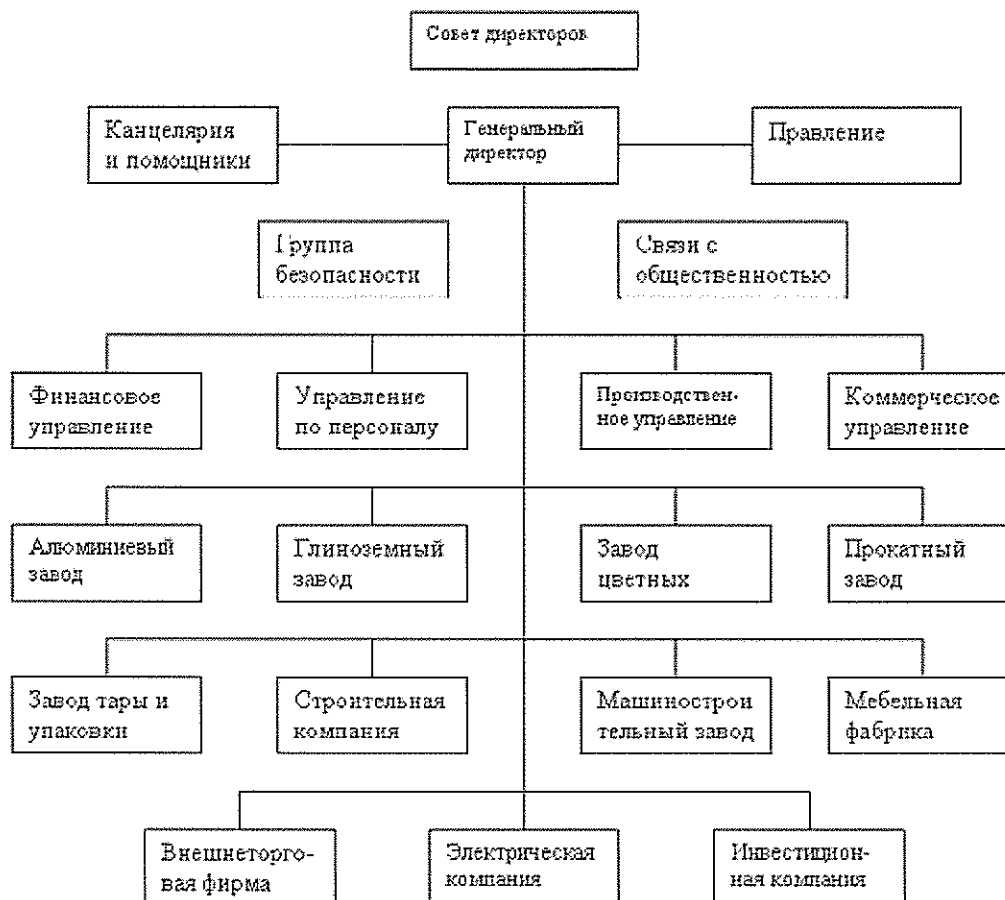 Совет директоров
Канцелярия
и помощники
Генеральный
директор
Правление
Группа
безопасности
Связи с
общественностью
Финансовое
управление
Управление
по персоналу
Производствен-
ное управление
Коммерческое
управление
Алюминиевый
завод
Глиноземный
завод
Завод
цветных
Прокатный
завод
Завод тары и
упаковки
Строительная
компания
Машинострои
тельный завод
Мебельная
фабрика
Внешнеторго-
вая фирма
Электрическая
компания
Инвестицион-
ная компания